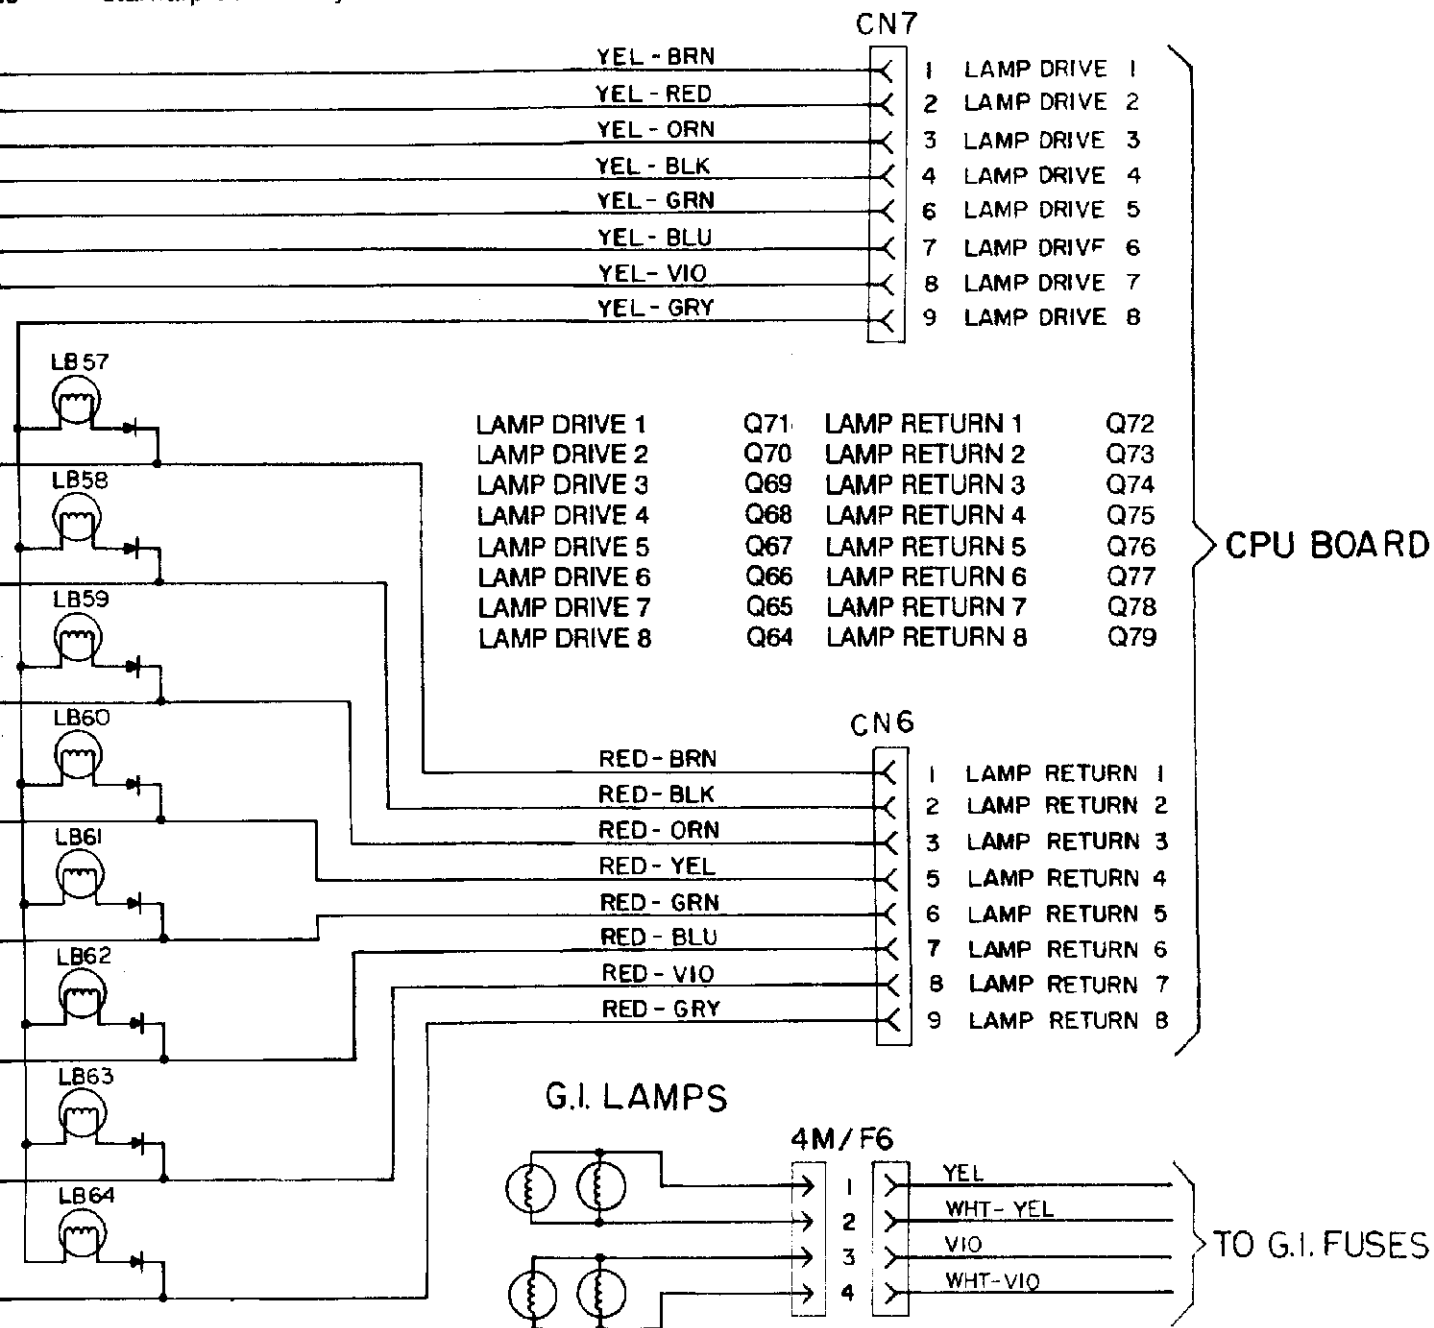 CN7
YEL - BRN 1 LAMP DRIVE 1
YEL - RED 2 LAMP DRIVE 2
YEL - ORN 3 LAMP DRIVE 3
YEL - BLK 4 LAMP DRIVE 4
YEL - GRN 6 LAMP DRIVE 5
YEL - BLU 7 LAMP DRIVE 6
YEL - VIO 8 LAMP DRIVE 7
YEL - GRY 9 LAMP DRIVE 8
LB57
LAMP DRIVE 1 Q71 LAMP RETURN 1 Q72
LAMP DRIVE 2 Q70 LAMP RETURN 2 Q73
LB58
LAMP DRIVE 3 Q69 LAMP RETURN 3 Q74
LAMP DRIVE 4 Q68 LAMP RETURN 4 Q75
LAMP DRIVE 5 Q67 LAMP RETURN 5 Q76
CPU BOARD
LAMP DRIVE 6 Q66 LAMP RETURN 6 Q77
LB59
LAMP DRIVE 7 Q65 LAMP RETURN 7 Q78
LAMP DRIVE 8 Q64 LAMP RETURN 8 Q79
LB60
CN6
RED - BRN 1 LAMP RETURN 1
RED - BLK 2 LAMP RETURN 2
LB61
RED - ORN 3 LAMP RETURN 3
RED - YEL 5 LAMP RETURN 4
RED - GRN 6 LAMP RETURN 5
RED - BLU 7 LAMP RETURN 6
LB62
RED - VIO 8 LAMP RETURN 7
RED - GRY 9 LAMP RETURN 8
LB63
G.I. LAMPS
4M/F6
1 YEL
LB64
2 WHT - YEL
3 VIO
TO G.I. FUSES
4 WHT-VIO